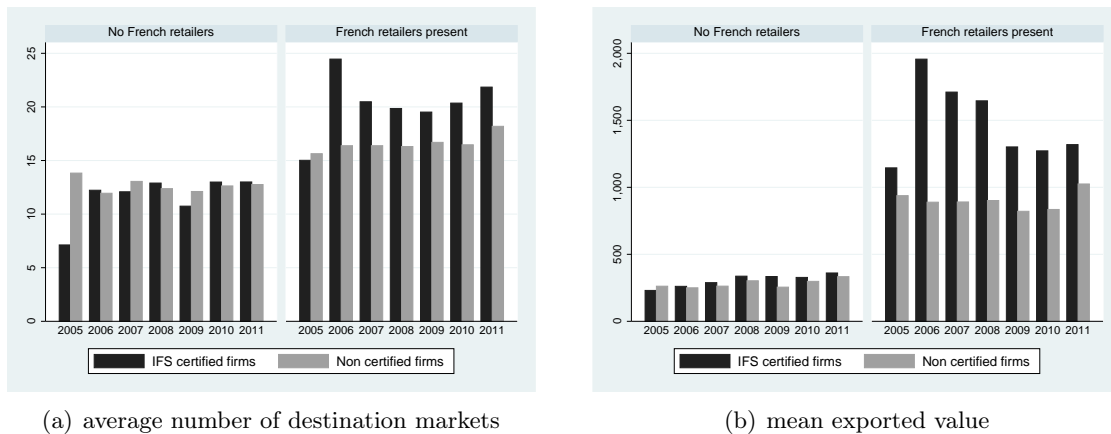 No French retailers
French retailers present
25
20
15
10
5
0
2005 2006 2007 2008 2009 2010 2011
2005 2006 2007 2008 2009 2010 2011
IFS certified firms
Non certified firms
(a) average number of destination markets
No French retailers
French retailers present
2,000
1,500
1,000
500
0
2005 2006 2007 2008 2009 2010 2011
2005 2006 2007 2008 2009 2010 2011
IFS certified firms
Non certified firms
(b) mean exported value